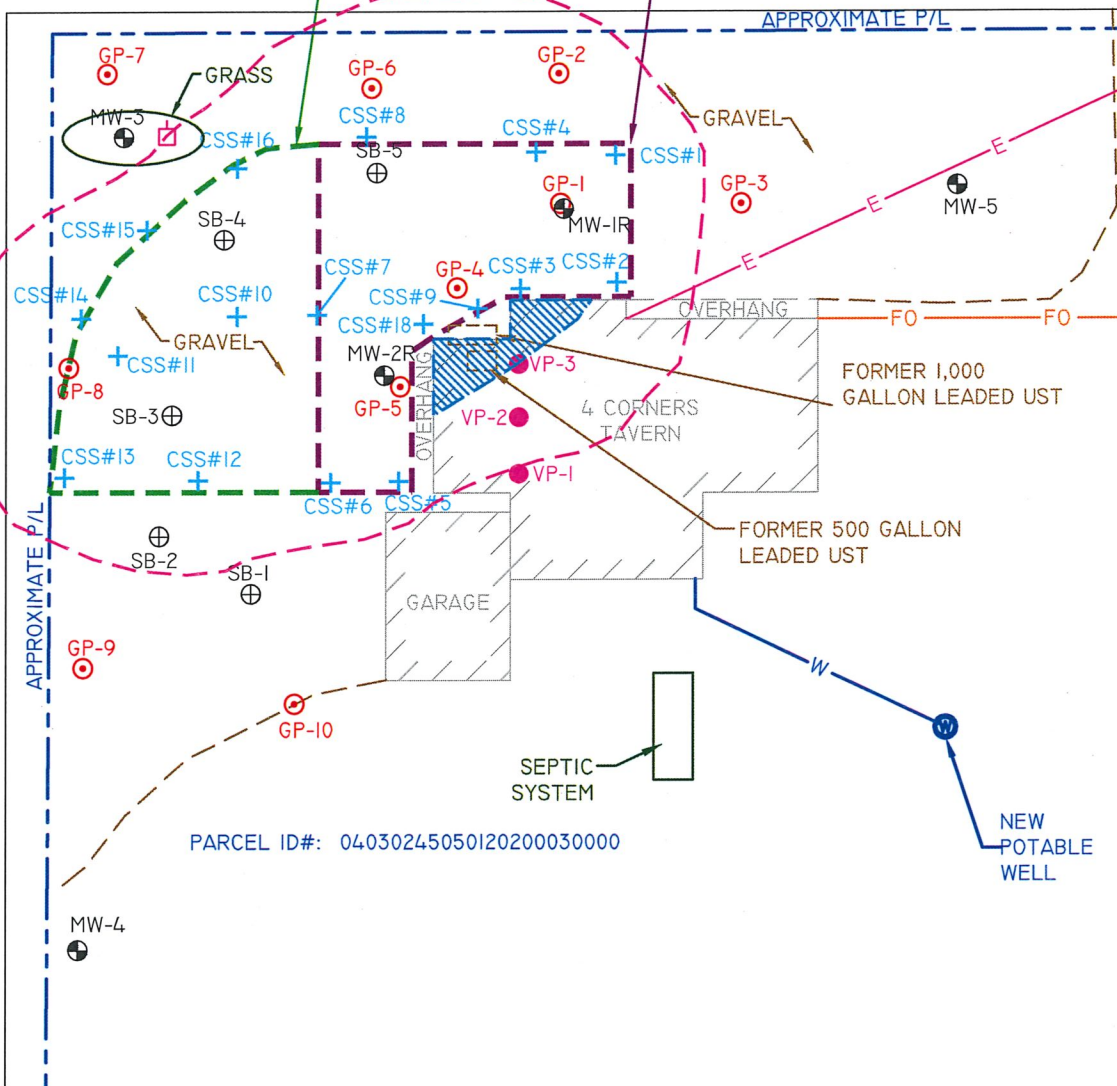 APPROXIMATE P/L
GP-7
GRASS
GP-6
GP-2
GRAVEL
MW-3
CSS#16
CSS#8
CSS#4
CSS#1
SB-5
E
GP-1
GP-3
MW-5
MW-1R
CSS#15
SB-4
E
E
CSS#7
GP-4
CSS#3
CSS#2
CSS#14
CSS#10
CSS#9
CSS#18
OVERHANG
FO
FO
GRAVEL
CSS#11
MW-2R
GP-8
GP-5
OVERHANG
VP-3
FORMER 1,000
GALLON LEADED UST
SB-3
VP-2
4 CORNERS
TAVERN
CSS#13
CSS#12
CSS#6
CSS#5
VP-1
APPROXIMATE P/L
SB-2
SB-1
FORMER 500 GALLON
LEADED UST
GARAGE
GP-9
GP-10
W
W
SEPTIC
SYSTEM
PARCEL ID#: 04030245050120200030000
NEW
POTABLE
WELL
MW-4